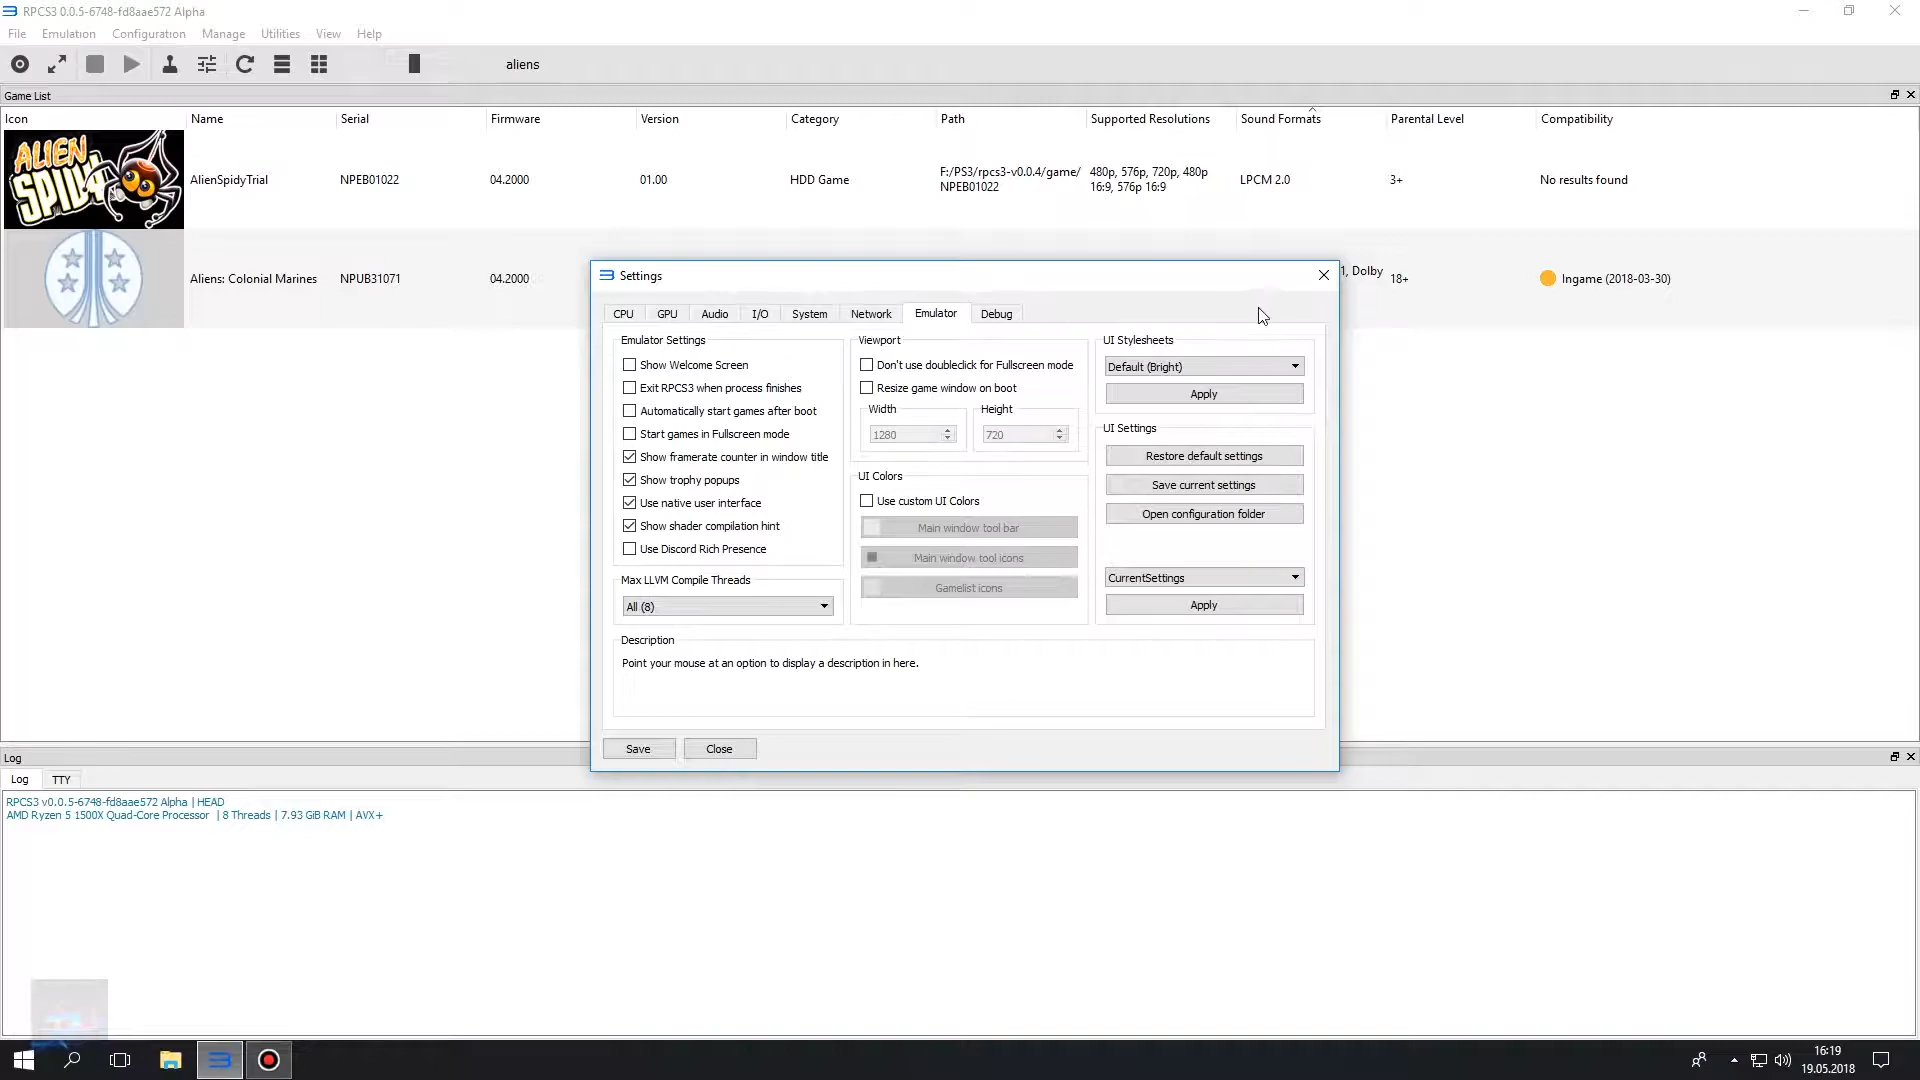 RPCS3 0.0.5-6748-fd8aae572 Alpha
File Emulation Configuration Manage Utilities View Help
aliens
Game List
Icon Name Serial Firmware Version Category Path Supported Resolutions Sound Formats Parental Level Compatibility
ALIEN
AlienSpidyTrial NPEB01022 04.2000 01.00 HDD Game F:/PS3/rpcs3-v0.0.4/game/ 480p, 576p, 720p, 480p LPCM 2.0 3+ No results found
NPEB01022 16:9, 576p 16:9
Aliens: Colonial Marines NPUB31071 04.2000 1, Dolby 18+ Ingame (2018-03-30)
Settings
CPU GPU Audio I/O System Network Emulator Debug
Emulator Settings
Show Welcome Screen
Exit RPCS3 when process finishes
Automatically start games after boot
Start games in Fullscreen mode
Show framerate counter in window title
Show trophy popups
Use native user interface
Show shader compilation hint
Use Discord Rich Presence
Max LLVM Compile Threads
All (8)
Viewport
Don't use doubleclick for Fullscreen mode
Resize game window on boot
Width Height
1280 720
UI Colors
Use custom UI Colors
Main window tool bar
Main window tool icons
Gamelist icons
UI Stylesheets
Default (Bright)
Apply
UI Settings
Restore default settings
Save current settings
Open configuration folder
CurrentSettings
Apply
Description
Point your mouse at an option to display a description in here.
Save Close
Log
Log TTY
RPCS3 v0.0.5-6748-fd8aae572 Alpha | HEAD
AMD Ryzen 5 1500X Quad-Core Processor | 8 Threads | 7.93 GiB RAM | AVX+
16:19
19.05.2018